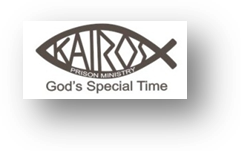 KAIROS
PRISON MINISTRY
God's Special Time